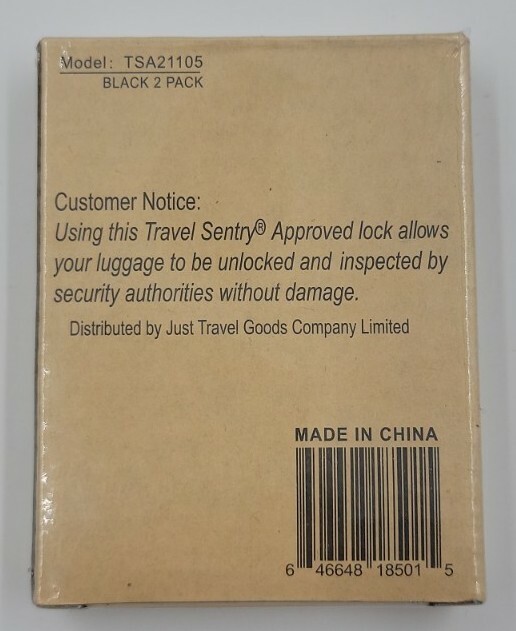 Model: TSA21105
BLACK 2 PACK
Customer Notice:
Using this Travel Sentry® Approved lock allows
your luggage to be unlocked and inspected by
security authorities without damage.
Distributed by Just Travel Goods Company Limited
MADE IN CHINA
6 46648 18501 5